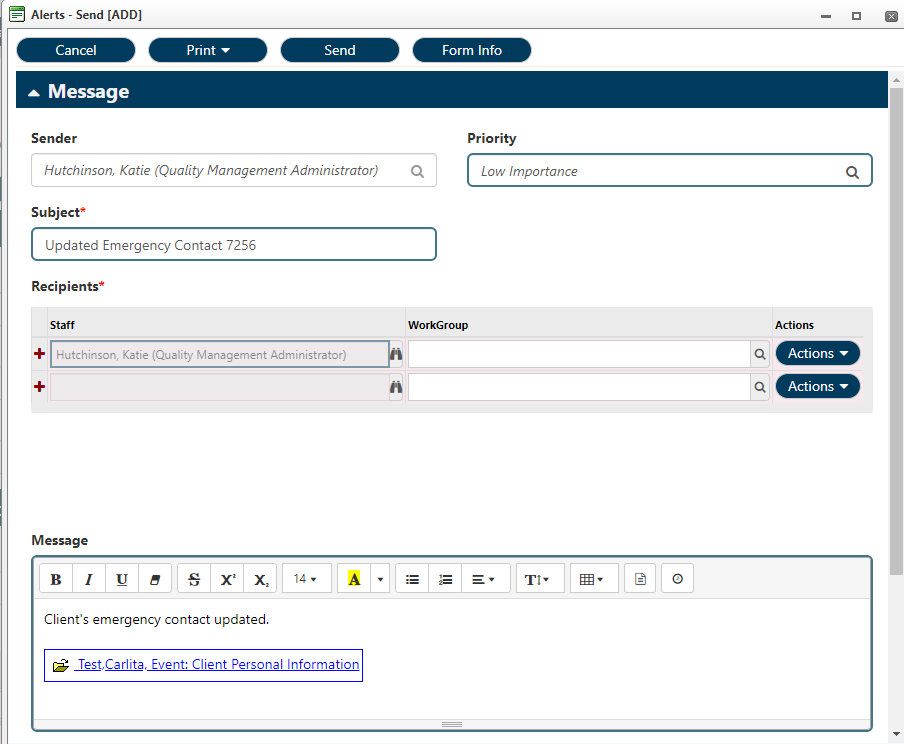 Alerts - Send [ADD]
Cancel Print Send Form Info
Message
Sender Priority
Hutchinson, Katie (Quality Management Administrator) Low Importance
Subject*
Updated Emergency Contact 7256
Recipients*
Staff WorkGroup Actions
Hutchinson, Katie (Quality Management Administrator) Actions
Actions
Message
B I U S X² X₂ 14 A T
Client's emergency contact updated.
Test,Carlita, Event: Client Personal Information